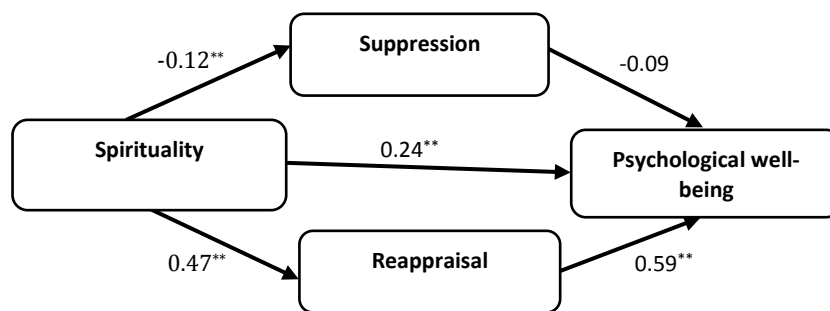 Suppression
-0.12**
-0.09
Spirituality
0.24**
Psychological well-
being
0.47**
Reappraisal
0.59**